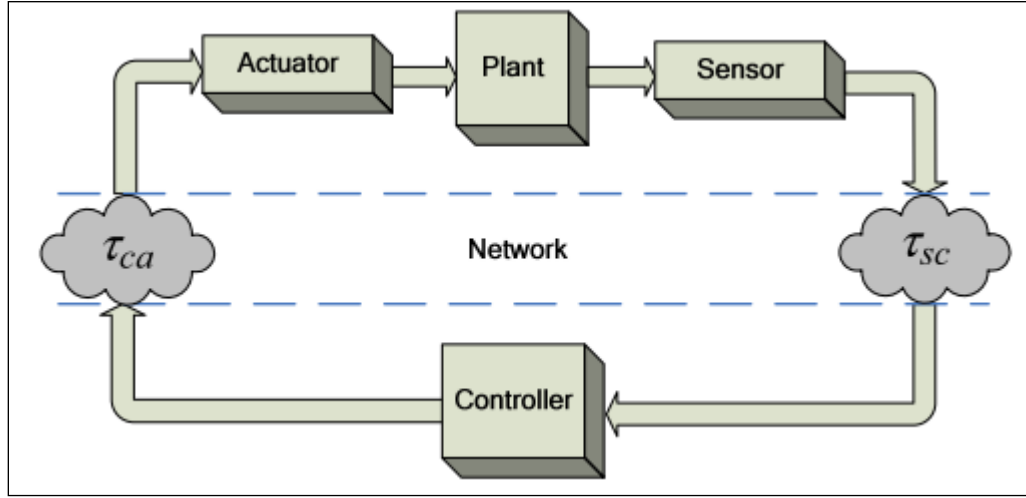 Actuator
Plant
Sensor
τca
Network
τsc
Controller